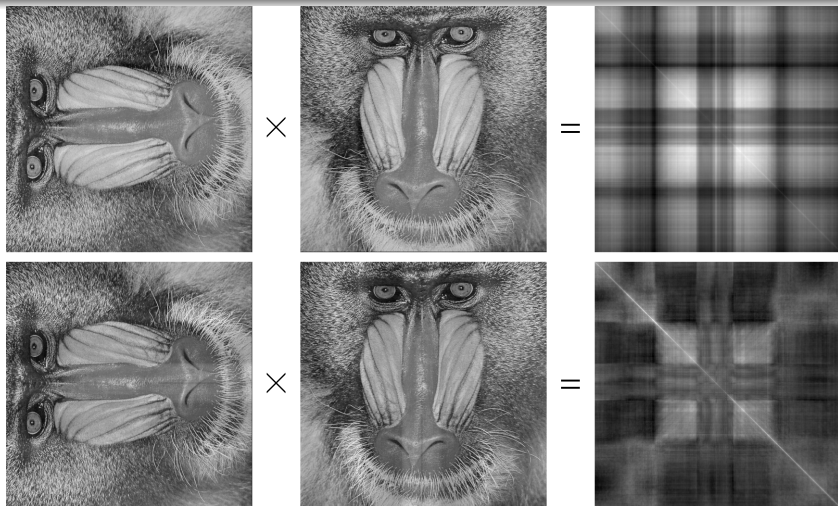 × =
× =